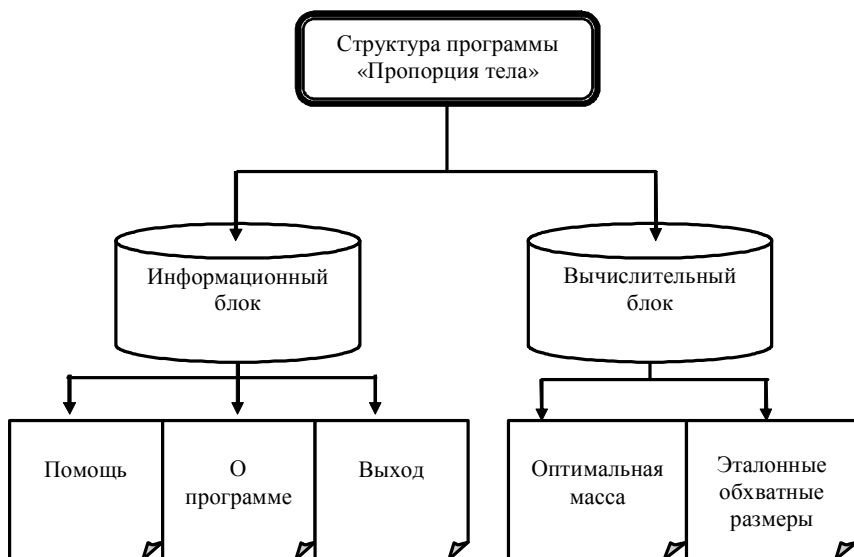 Структура программы
«Пропорция тела»
Информационный
блок
Вычислительный
блок
Помощь
О
программе
Выход
Оптимальная
масса
Эталонные
обхватные
размеры